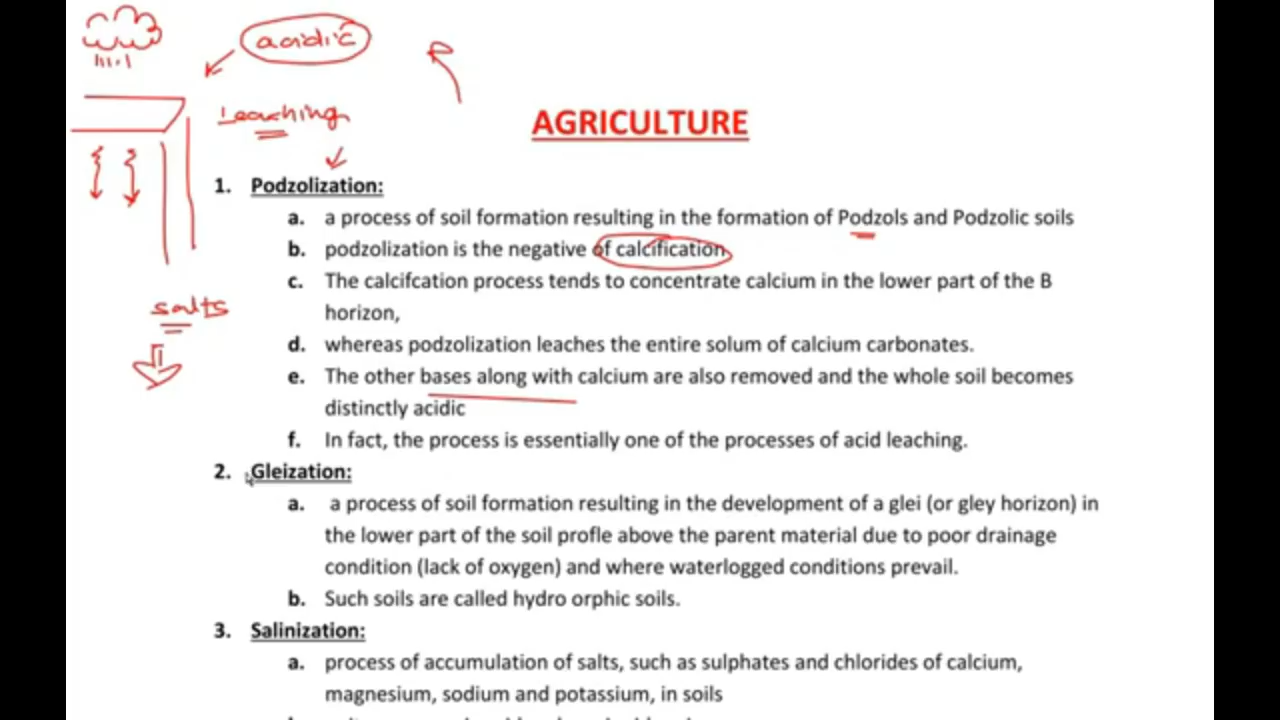 acidic
Leaching
AGRICULTURE
1. Podzolization:
a. a process of soil formation resulting in the formation of Podzols and Podzolic soils
b. podzolization is the negative of calcification
c. The calcifcation process tends to concentrate calcium in the lower part of the B
horizon,
salts
d. whereas podzolization leaches the entire solum of calcium carbonates.
e. The other bases along with calcium are also removed and the whole soil becomes
distinctly acidic
f. In fact, the process is essentially one of the processes of acid leaching.
2. Gleization:
a. a process of soil formation resulting in the development of a glei (or gley horizon) in
the lower part of the soil profle above the parent material due to poor drainage
condition (lack of oxygen) and where waterlogged conditions prevail.
b. Such soils are called hydro orphic soils.
3. Salinization:
a. process of accumulation of salts, such as sulphates and chlorides of calcium,
magnesium, sodium and potassium, in soils